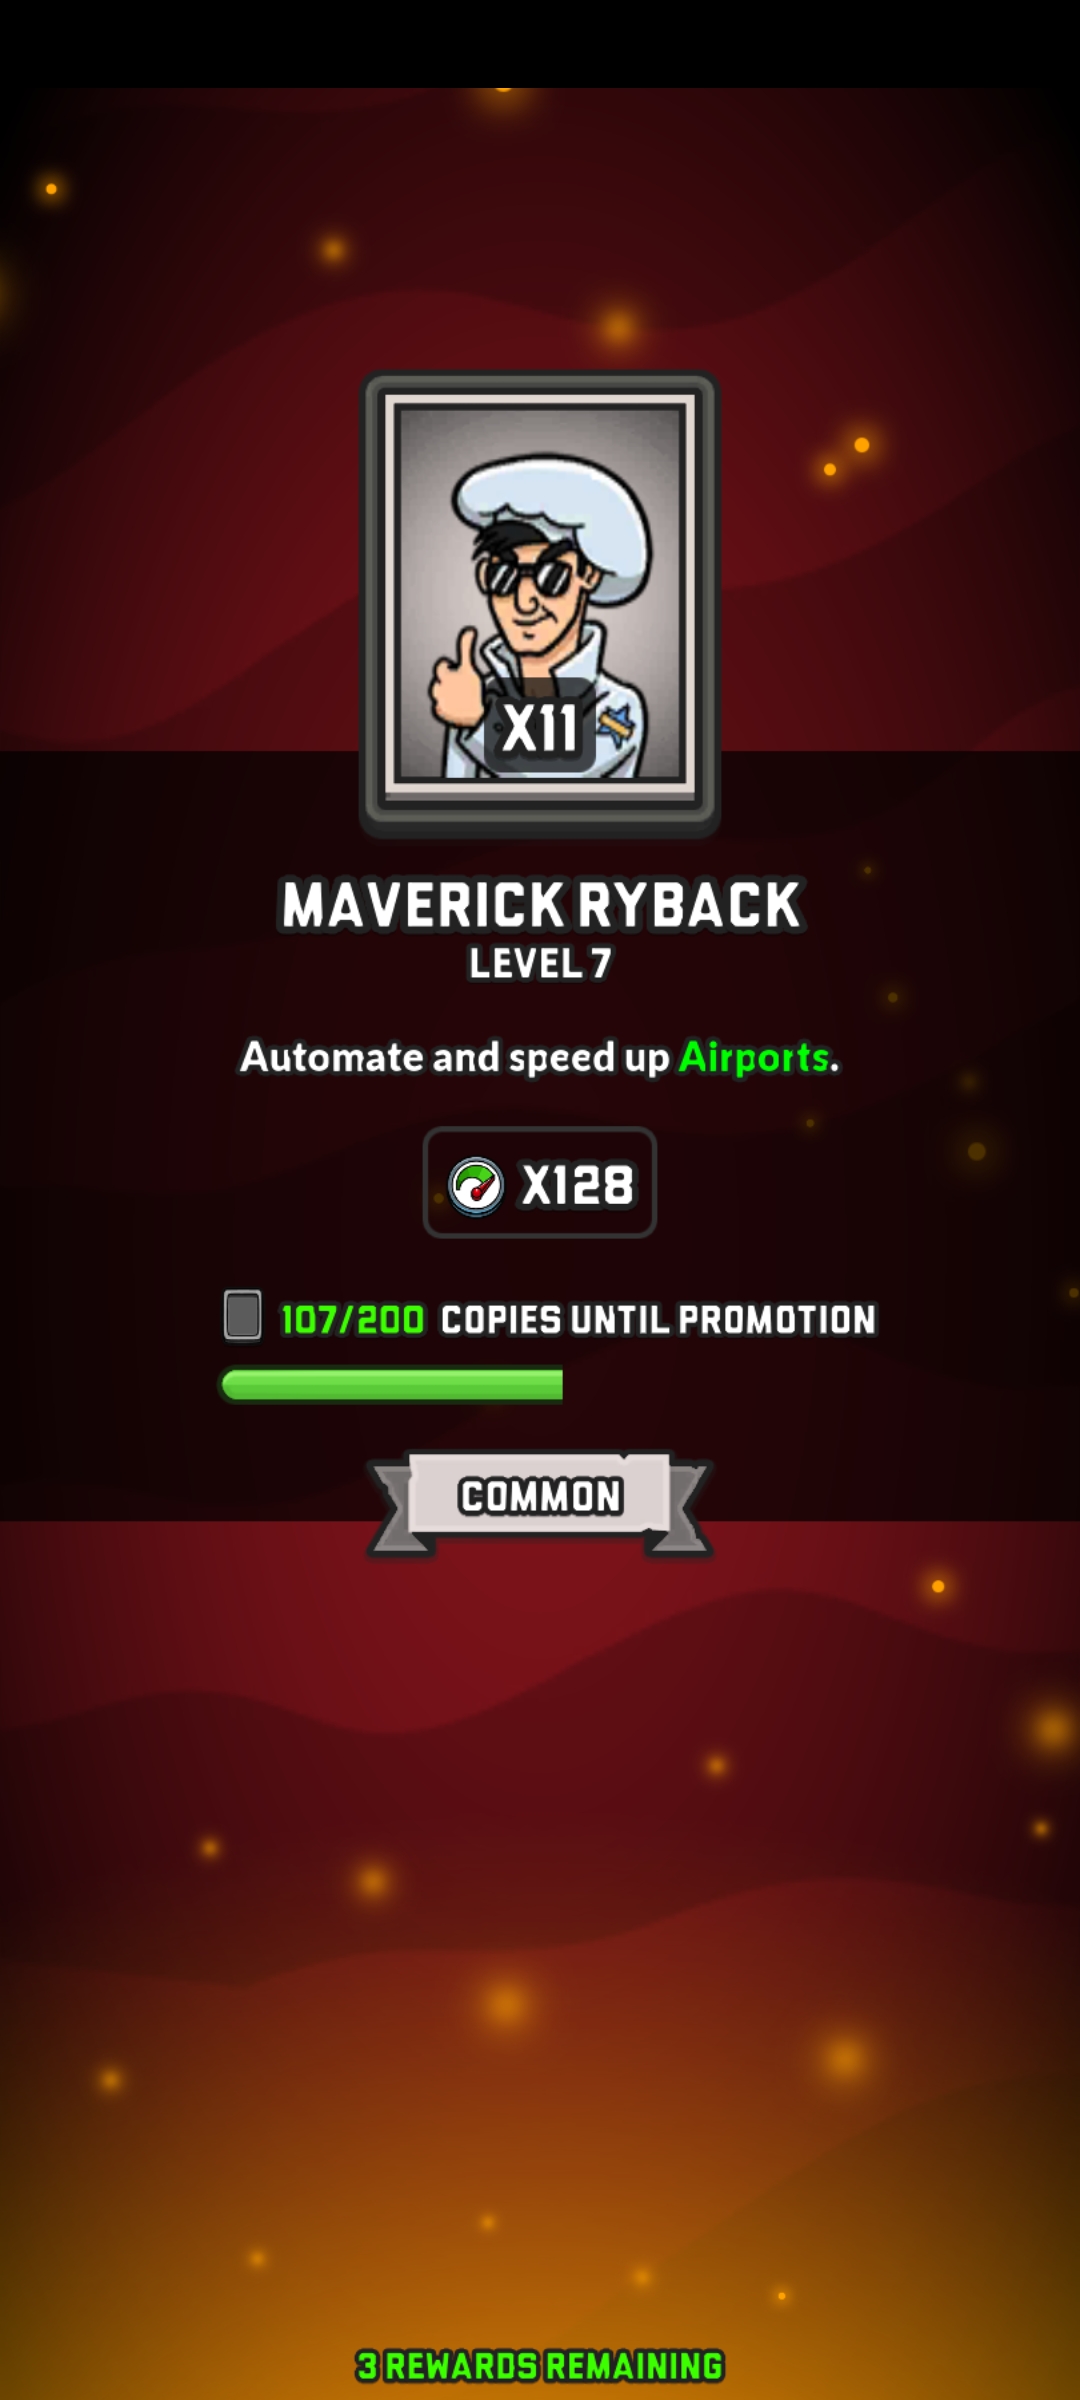 X11
MAVERICK RYBACK
LEVEL 7
Automate and speed up Airports.
X128
107/200 COPIES UNTIL PROMOTION
COMMON
3 REWARDS REMAINING